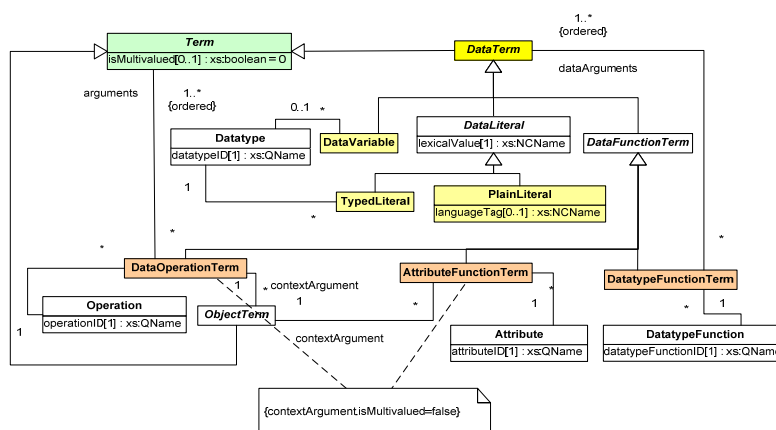 1..*
{ordered}
Term
isMultivalued[0..1] : xs:boolean = 0
DataTerm
dataArguments
arguments
1..*
{ordered}
0..1
*
Datatype
datatypeID[1] : xs:QName
DataVariable
DataLiteral
lexicalValue[1] : xs:NCName
DataFunctionTerm
1
*
TypedLiteral
PlainLiteral
languageTag[0..1] : xs:NCName
*
*
*
DataOperationTerm
AttributeFunctionTerm
DatatypeFunctionTerm
1
*
contextArgument
1
*
1
*
*
1
Operation
operationID[1] : xs:QName
ObjectTerm
1
contextArgument
Attribute
attributeID[1] : xs:QName
DatatypeFunction
datatypeFunctionID[1] : xs:QName
{contextArgument.isMultivalued=false}